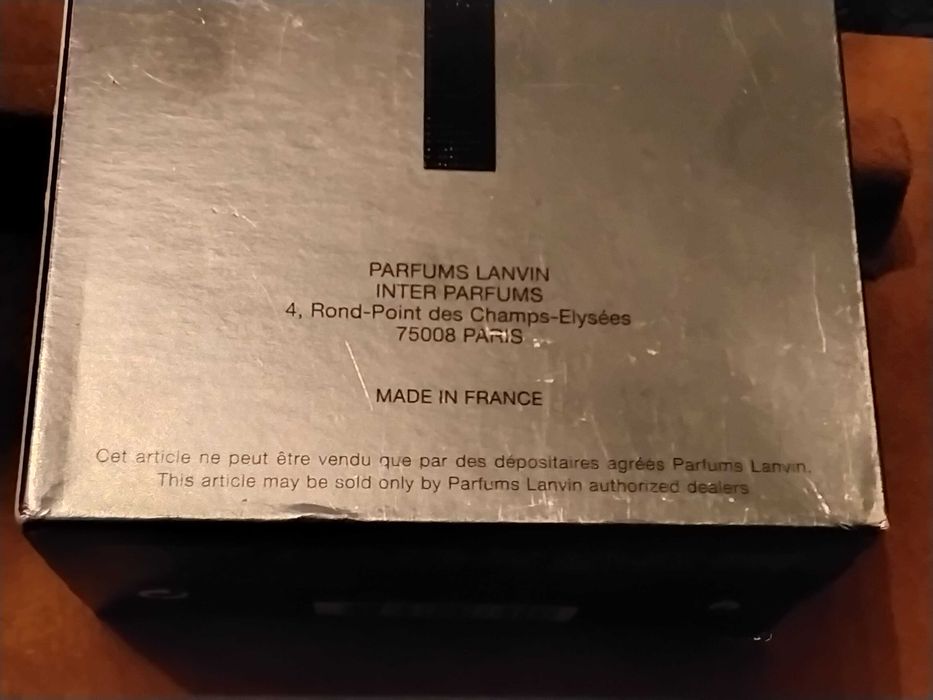 PARFUMS LANVIN
INTER PARFUMS
4, Rond-Point des Champs-Elysées
75008 PARIS
MADE IN FRANCE
Cet article ne peut être vendu que par des dépositaires agréés Parfums Lanvin.
This article may be sold only by Parfums Lanvin authorized dealers